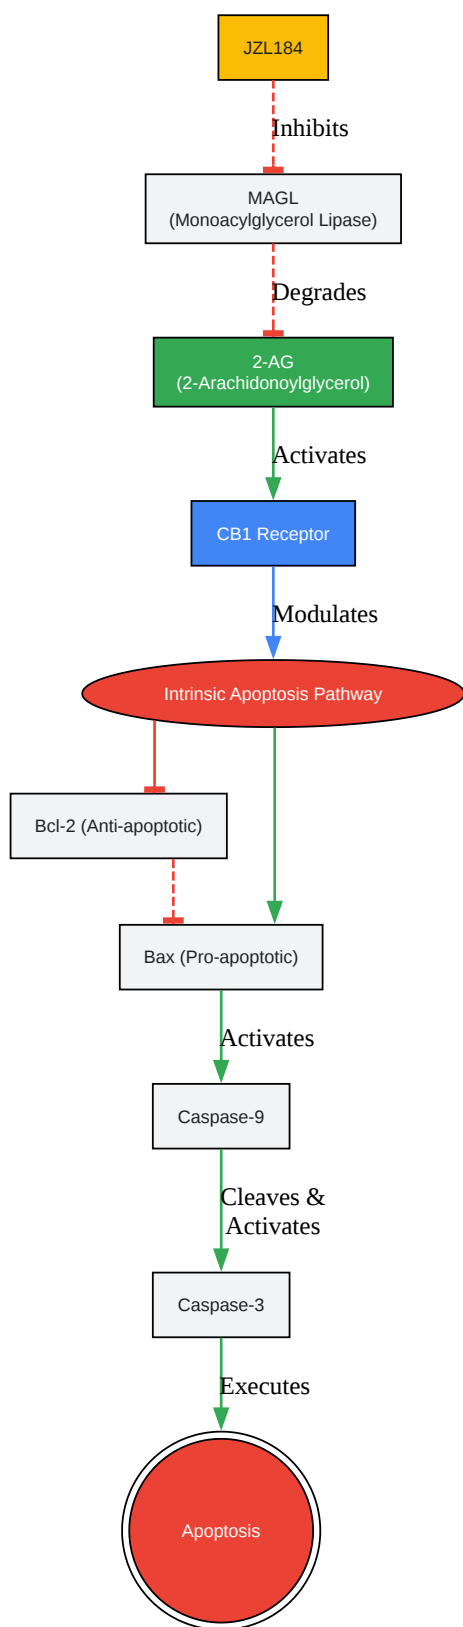 JZL184
Inhibits
MAGL
(Monoacylglycerol Lipase)
Degrades
2-AG
(2-Arachidonoylglycerol)
Activates
CB1 Receptor
Modulates
Intrinsic Apoptosis Pathway
Bcl-2 (Anti-apoptotic)
Bax (Pro-apoptotic)
Activates
Caspase-9
Cleaves &
Activates
Caspase-3
Executes
Apoptosis